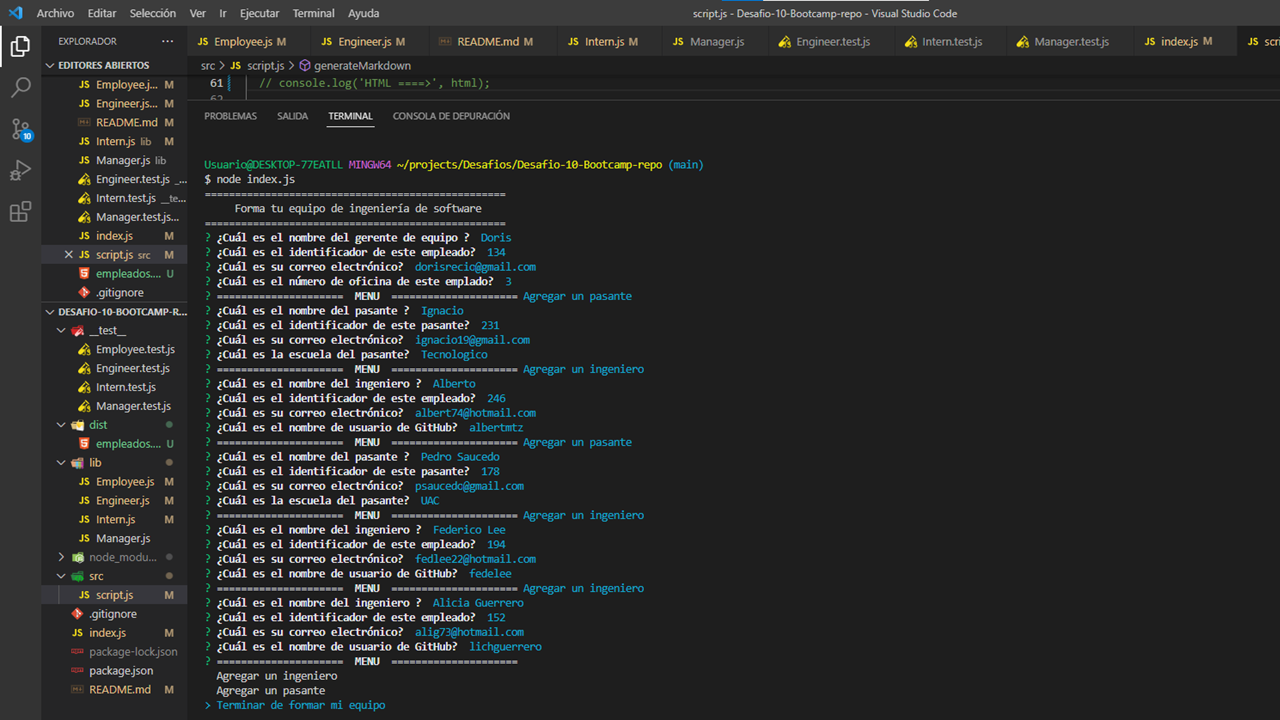 Archivo Editar Selección Ver Ir Ejecutar Terminal Ayuda script.js - Desafio-10-Bootcamp-repo - Visual Studio Code
EXPLORADOR ...
JS Employee.js M JS Engineer.js M README.md M JS Intern.js M JS Manager.js Engineer.test.js Intern.test.js Manager.test.js JS index.js M JS scr
EDITORES ABIERTOS
JS Employee.j... M
JS Engineer.js... M
README.md M
JS Intern.js lib M
JS Manager.js lib
Engineer.test.js _...
Intern.test.js __te...
Manager.test.js...
JS index.js M
JS script.js src M
empleados.... U
.gitignore
10
DESAFIO-10-BOOTCAMP-R...
__test__
Employee.test.js
Engineer.test.js
Intern.test.js
Manager.test.js
dist
empleados.... U
lib
JS Employee.js M
JS Engineer.js M
JS Intern.js M
JS Manager.js
node_modu...
src
JS script.js M
.gitignore
JS index.js M
package-lock.json
package.json
README.md M
src > JS script.js > generateMarkdown
61 // console.log('HTML ====>', html);
62
PROBLEMAS SALIDA TERMINAL CONSOLA DE DEPURACIÓN
Usuario@DESKTOP-77EATLL MINGW64 ~/projects/Desafios/Desafio-10-Bootcamp-repo (main)
$ node index.js
==================================================
Forma tu equipo de ingeniería de software
==================================================
? ¿Cuál es el nombre del gerente de equipo ? Doris
? ¿Cuál es el identificador de este empleado? 134
? ¿Cuál es su correo electrónico? dorisrecio@gmail.com
? ¿Cuál es el número de oficina de este emplado? 3
? ===================== MENU ===================== Agregar un pasante
? ¿Cuál es el nombre del pasante ? Ignacio
? ¿Cuál es el identificador de este pasante? 231
? ¿Cuál es su correo electrónico? ignacio19@gmail.com
? ¿Cuál es la escuela del pasante? Tecnologico
? ===================== MENU ===================== Agregar un ingeniero
? ¿Cuál es el nombre del ingeniero ? Alberto
? ¿Cuál es el identificador de este empleado? 246
? ¿Cuál es su correo electrónico? albert74@hotmail.com
? ¿Cuál es el nombre de usuario de GitHub? albertmtz
? ===================== MENU ===================== Agregar un pasante
? ¿Cuál es el nombre del pasante ? Pedro Saucedo
? ¿Cuál es el identificador de este pasante? 178
? ¿Cuál es su correo electrónico? psaucedc@gmail.com
? ¿Cuál es la escuela del pasante? UAC
? ===================== MENU ===================== Agregar un ingeniero
? ¿Cuál es el nombre del ingeniero ? Federico Lee
? ¿Cuál es el identificador de este empleado? 194
? ¿Cuál es su correo electrónico? fedlee22@hotmail.com
? ¿Cuál es el nombre de usuario de GitHub? fedelee
? ===================== MENU ===================== Agregar un ingeniero
? ¿Cuál es el nombre del ingeniero ? Alicia Guerrero
? ¿Cuál es el identificador de este empleado? 152
? ¿Cuál es su correo electrónico? alig73@hotmail.com
? ¿Cuál es el nombre de usuario de GitHub? lichguerrero
? ===================== MENU =====================
Agregar un ingeniero
Agregar un pasante
> Terminar de formar mi equipo